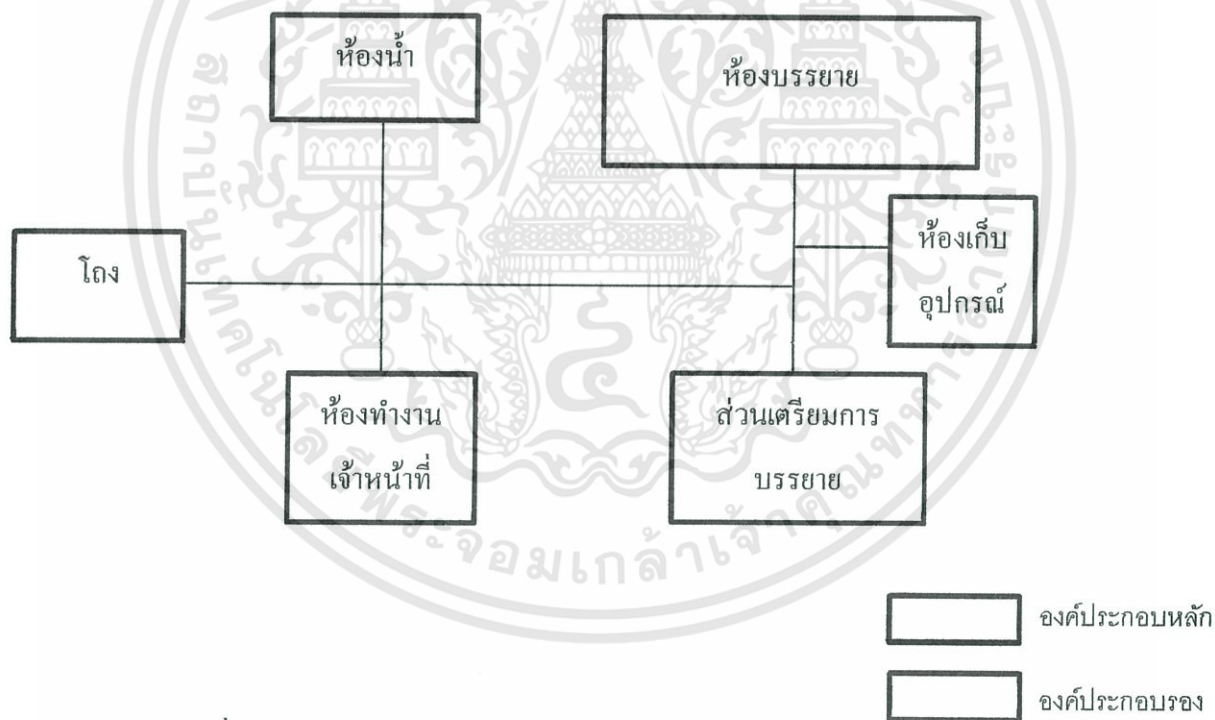 ห้องน้ำ
ห้องบรรยาย
โถง
ห้องเก็บ
อุปกรณ์
ห้องทำงาน
เจ้าหน้าที่
ส่วนเตรียมการ
บรรยาย
องค์ประกอบหลัก
องค์ประกอบรอง